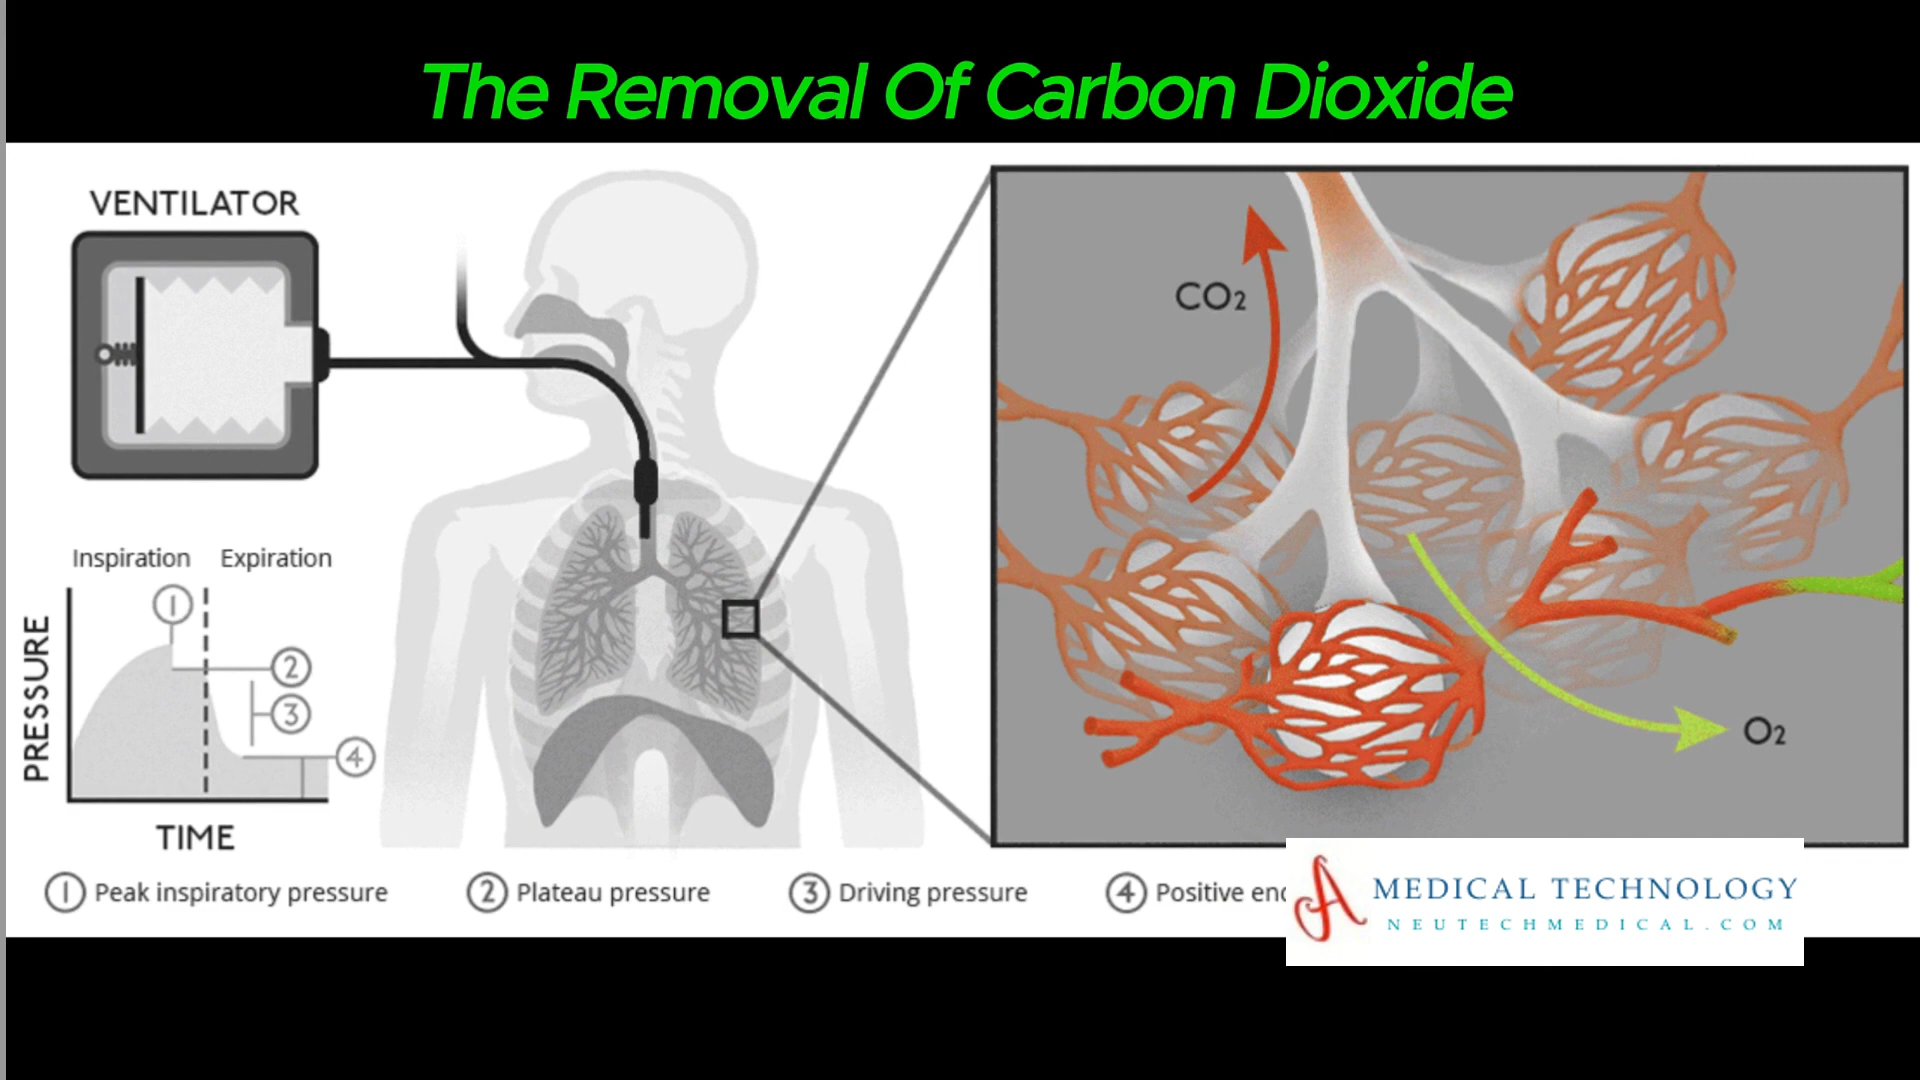 The Removal Of Carbon Dioxide
VENTILATOR
CO2
O2
Inspiration Expiration
PRESSURE
1
2
3
4
TIME
1 Peak inspiratory pressure 2 Plateau pressure 3 Driving pressure 4 Positive
A MEDICAL TECHNOLOGY
NEUTECHMEDICAL.COM